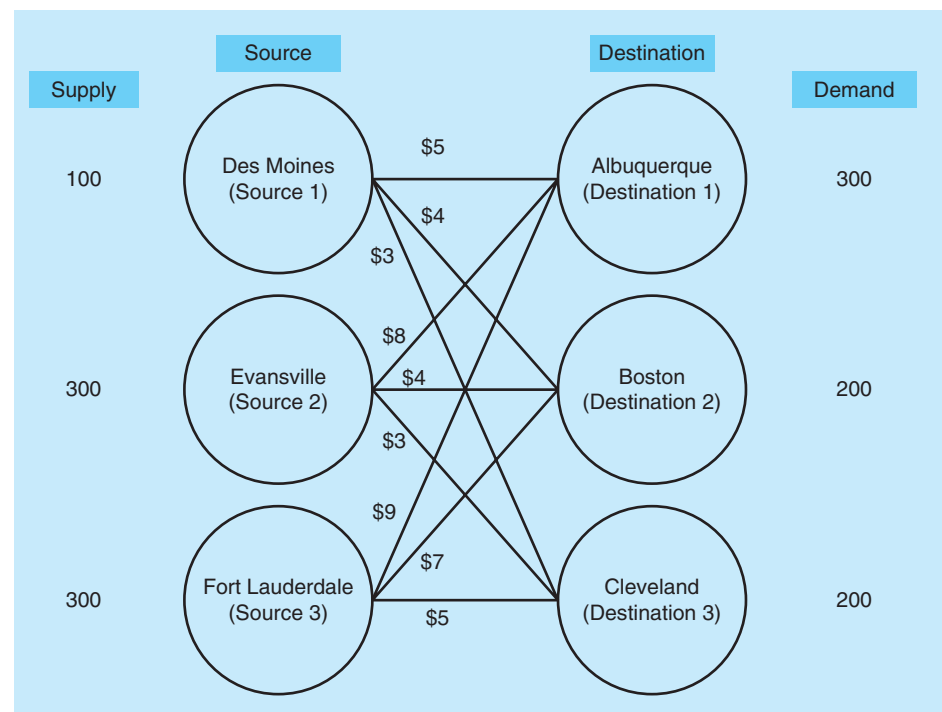 Source
Destination
Supply
Demand
100
Des Moines
(Source 1)
$5
Albuquerque
(Destination 1)
300
$4
$3
$8
300
Evansville
(Source 2)
$4
Boston
(Destination 2)
200
$3
$9
$7
300
Fort Lauderdale
(Source 3)
$5
Cleveland
(Destination 3)
200